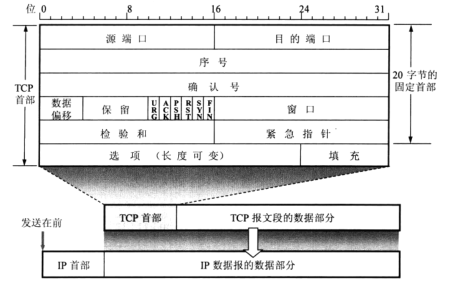 位 0 8 16 24 31
源端口 目的端口
序号
TCP 首部
确认号
20 字节的固定首部
数据偏移 保留 URG ACK PSH RST SYN FIN 窗口
检验和 紧急指针
选项 (长度可变) 填充
TCP 首部 TCP 报文段的数据部分
发送在前
IP 首部 IP 数据报的数据部分